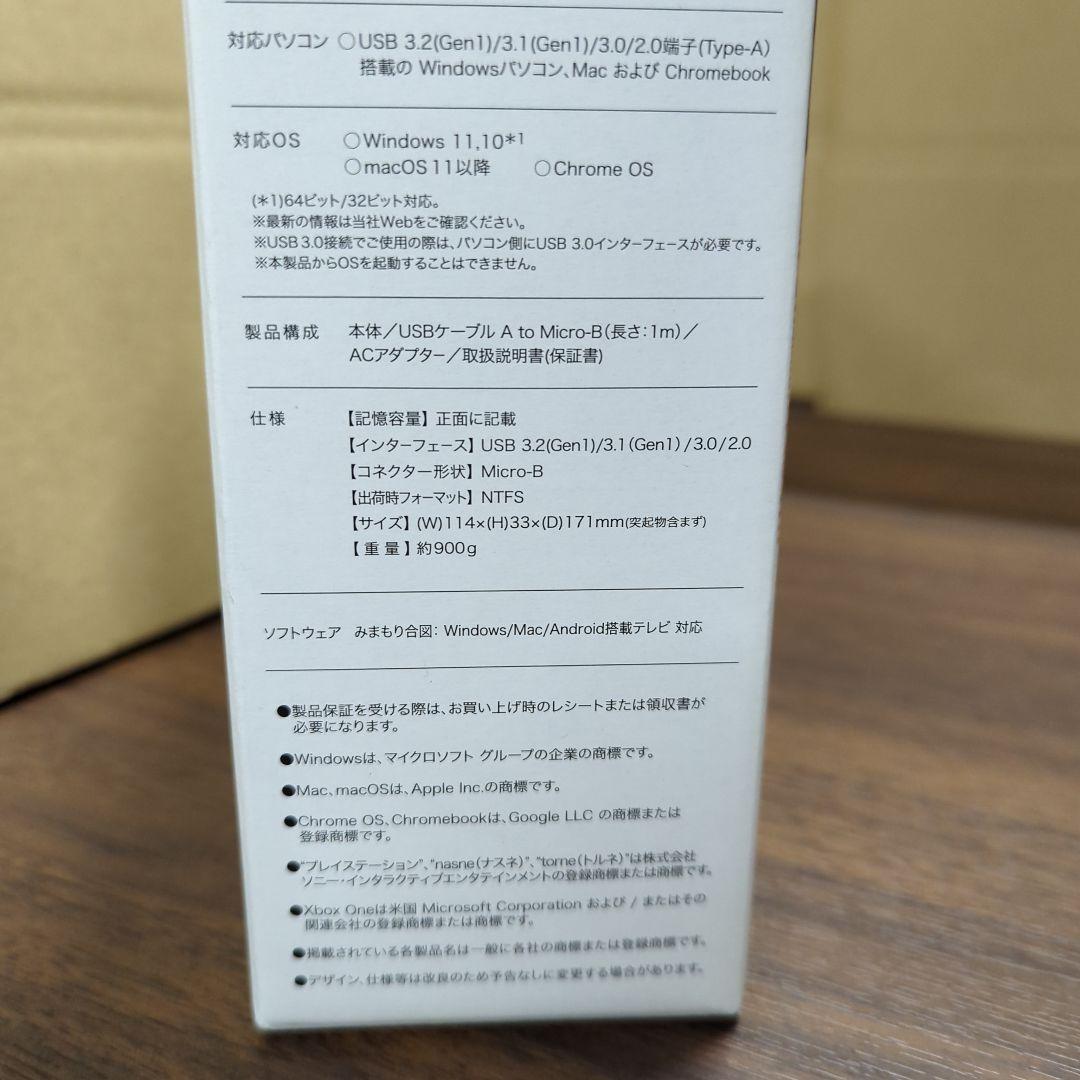 対応パソコン ○USB 3.2(Gen1)/3.1(Gen1)/3.0/2.0端子(Type-A)
搭載の Windowsパソコン、Mac および Chromebook
対応OS ○Windows 11,10*1
○macOS 11以降 ○Chrome OS
(*1)64ビット/32ビット対応。
※最新の情報は当社Webをご確認ください。
※USB 3.0接続でご使用の際は、パソコン側にUSB 3.0インターフェースが必要です。
※本製品からOSを起動することはできません。
製品構成 本体／USBケーブル A to Micro-B(長さ:1m)／
ACアダプター／取扱説明書(保証書)
仕様 【記憶容量】 正面に記載
【インターフェース】 USB 3.2(Gen1)/3.1(Gen1)/3.0/2.0
【コネクター形状】 Micro-B
【出荷時フォーマット】 NTFS
【サイズ】 (W)114×(H)33×(D)171mm(突起物含まず)
【重量】 約900g
ソフトウェア みまもり合図: Windows/Mac/Android搭載テレビ 対応
●製品保証を受ける際は、お買い上げ時のレシートまたは領収書が
必要になります。
●Windowsは、マイクロソフト グループの企業の商標です。
●Mac、macOSは、Apple Inc.の商標です。
●Chrome OS、Chromebookは、Google LLC の商標または
登録商標です。
●"プレイステーション"、"nasne(ナスネ)"、"torne(トルネ)"は株式会社
ソニー・インタラクティブエンタテインメントの登録商標または商標です。
●Xbox Oneは米国 Microsoft Corporation および / またはその
関連会社の登録商標または商標です。
●掲載されている各製品名は一般に各社の商標または登録商標です。
●デザイン、仕様等は改良のため予告なしに変更する場合があります。